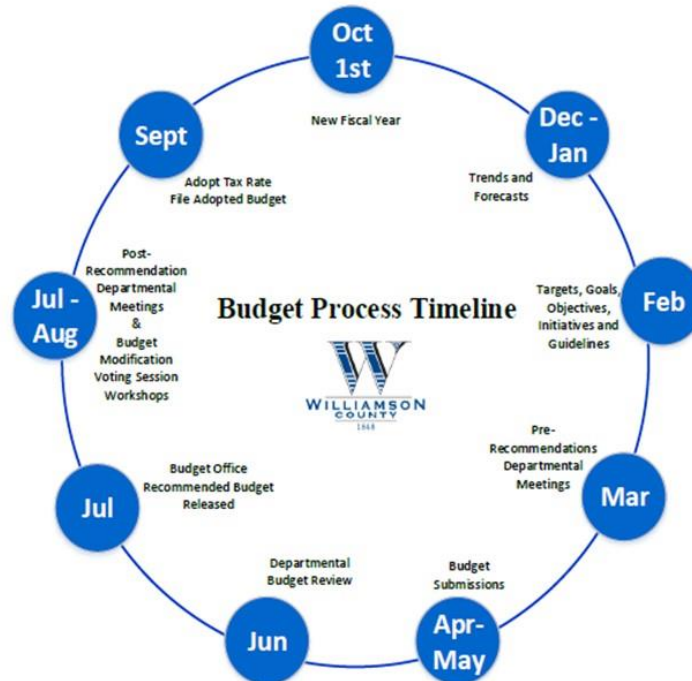 Oct
1st
New Fiscal Year
Dec -
Jan
Trends and
Forecasts
Feb
Targets, Goals,
Objectives,
Initiatives and
Guidelines
Mar
Pre-
Recommendations
Departmental
Meetings
Apr-
May
Budget
Submissions
Jun
Departmental
Budget Review
Jul
Budget Office
Recommended Budget
Released
Jul -
Aug
Post-
Recommendation
Departmental
Meetings
&
Budget
Modification
Voting Session
Workshops
Sept
Adopt Tax Rate
File Adopted Budget
Budget Process Timeline
W
WILLIAMSON
COUNTY
1848